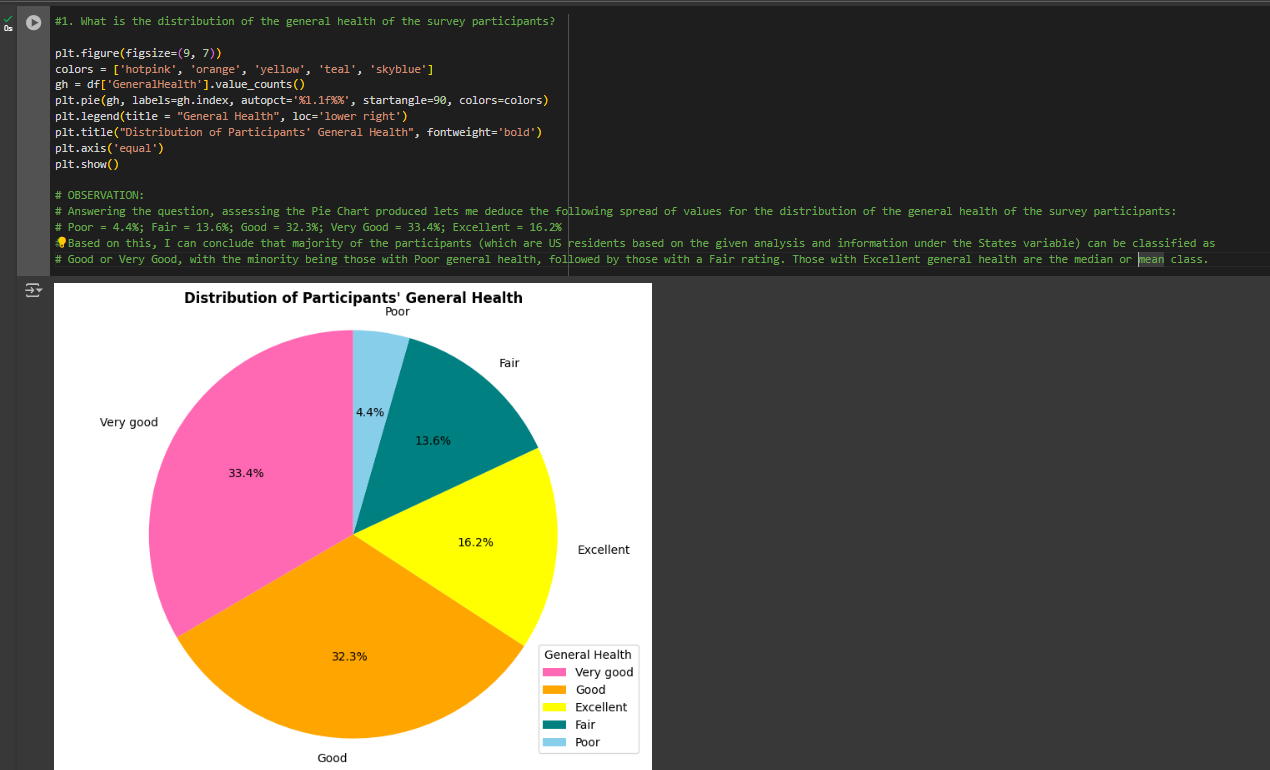 #1. What is the distribution of the general health of the survey participants?
plt.figure(figsize=(9, 7))
colors = ['hotpink', 'orange', 'yellow', 'teal', 'skyblue']
gh = df['GeneralHealth'].value_counts()
plt.pie(gh, labels=gh.index, autopct='%1.1f%%', startangle=90, colors=colors)
plt.legend(title = "General Health", loc='lower right')
plt.title("Distribution of Participants' General Health", fontweight='bold')
plt.axis('equal')
plt.show()
# OBSERVATION:
# Answering the question, assessing the Pie Chart produced lets me deduce the following spread of values for the distribution of the general health of the survey participants:
# Poor = 4.4%; Fair = 13.6%; Good = 32.3%; Very Good = 33.4%; Excellent = 16.2%
# Based on this, I can conclude that majority of the participants (which are US residents based on the given analysis and information under the States variable) can be classified as
# Good or Very Good, with the minority being those with Poor general health, followed by those with a Fair rating. Those with Excellent general health are the median or mean class.
0s
Distribution of Participants' General Health
Poor
Fair
4.4%
Very good
13.6%
33.4%
16.2%
Excellent
32.3%
General Health
Very good
Good
Excellent
Fair
Poor
Good